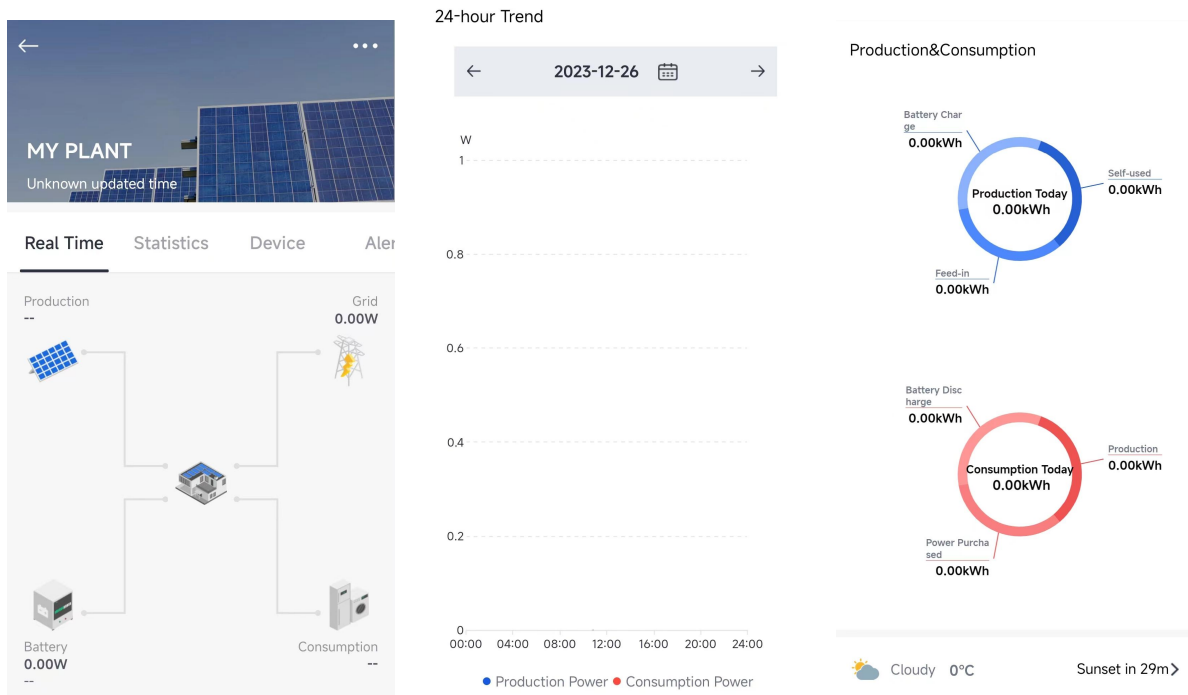 MY PLANT
Unknown updated time
Real Time Statistics Device Aler
Production Grid
-- 0.00W
Battery Consumption
0.00W --
--
24-hour Trend
2023-12-26
W
1
0.8
0.6
0.4
0.2
0
00:00 04:00 08:00 12:00 16:00 20:00 24:00
Production Power Consumption Power
Production&Consumption
Battery Char
ge
0.00kWh
Self-used
0.00kWh
Production Today
0.00kWh
Feed-in
0.00kWh
Battery Disc
harge
0.00kWh
Production
0.00kWh
Consumption Today
0.00kWh
Power Purcha
sed
0.00kWh
Cloudy 0°C Sunset in 29m